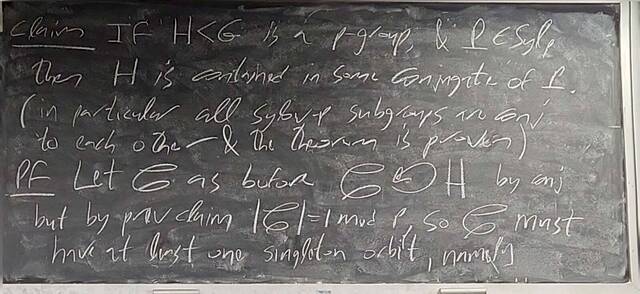 Claim If H<G is a p-group, & P ∈ Syl_p
then H is contained in some conjugate of P.
(in particular all sylow-p subgroups are conj
to each other & the theorem is proven)
PF Let C as before C ↺ H by conj
but by prev claim |C|=1 mod P, so C must
have at least one singleton orbit, namely